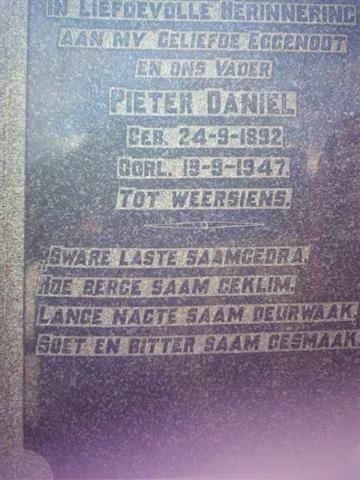 IN LIEFDEVOLLE HERINNERING
AAN MY GELIEFDE EGGENOOT
EN ONS VADER
PIETER DANIEL
GEB. 24-9-1892
OORL. 19-9-1947.
TOT WEERSIENS.
SWARE LASTE SAAMGEDRA,
HOE BERGE SAAM GEKLIM.
LANGE NAGTE SAAM DEURWAAK.
SOET EN BITTER SAAM GESMAAK.